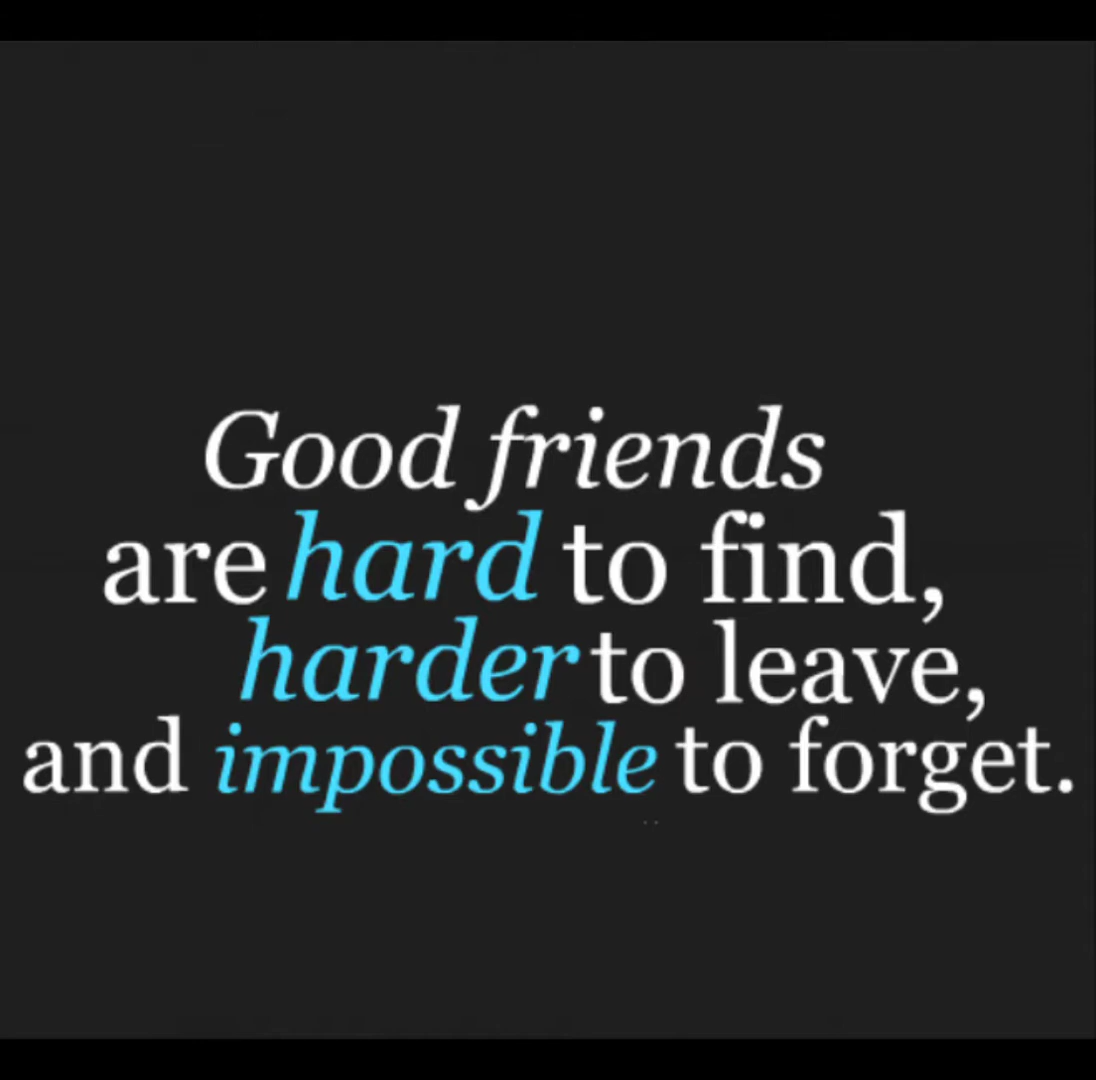 Good friends
are hard to find,
harder to leave,
and impossible to forget.